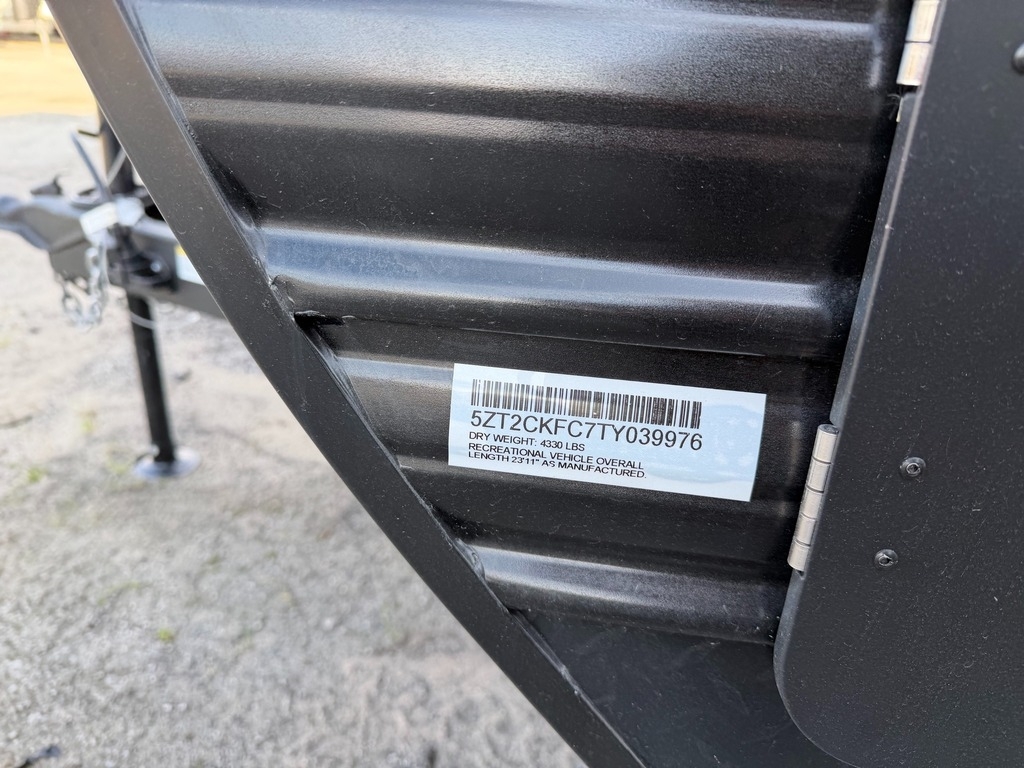 5ZT2CKFC7TY039976
DRY WEIGHT: 4330 LBS
RECREATIONAL VEHICLE OVERALL
LENGTH 23'11" AS MANUFACTURED.